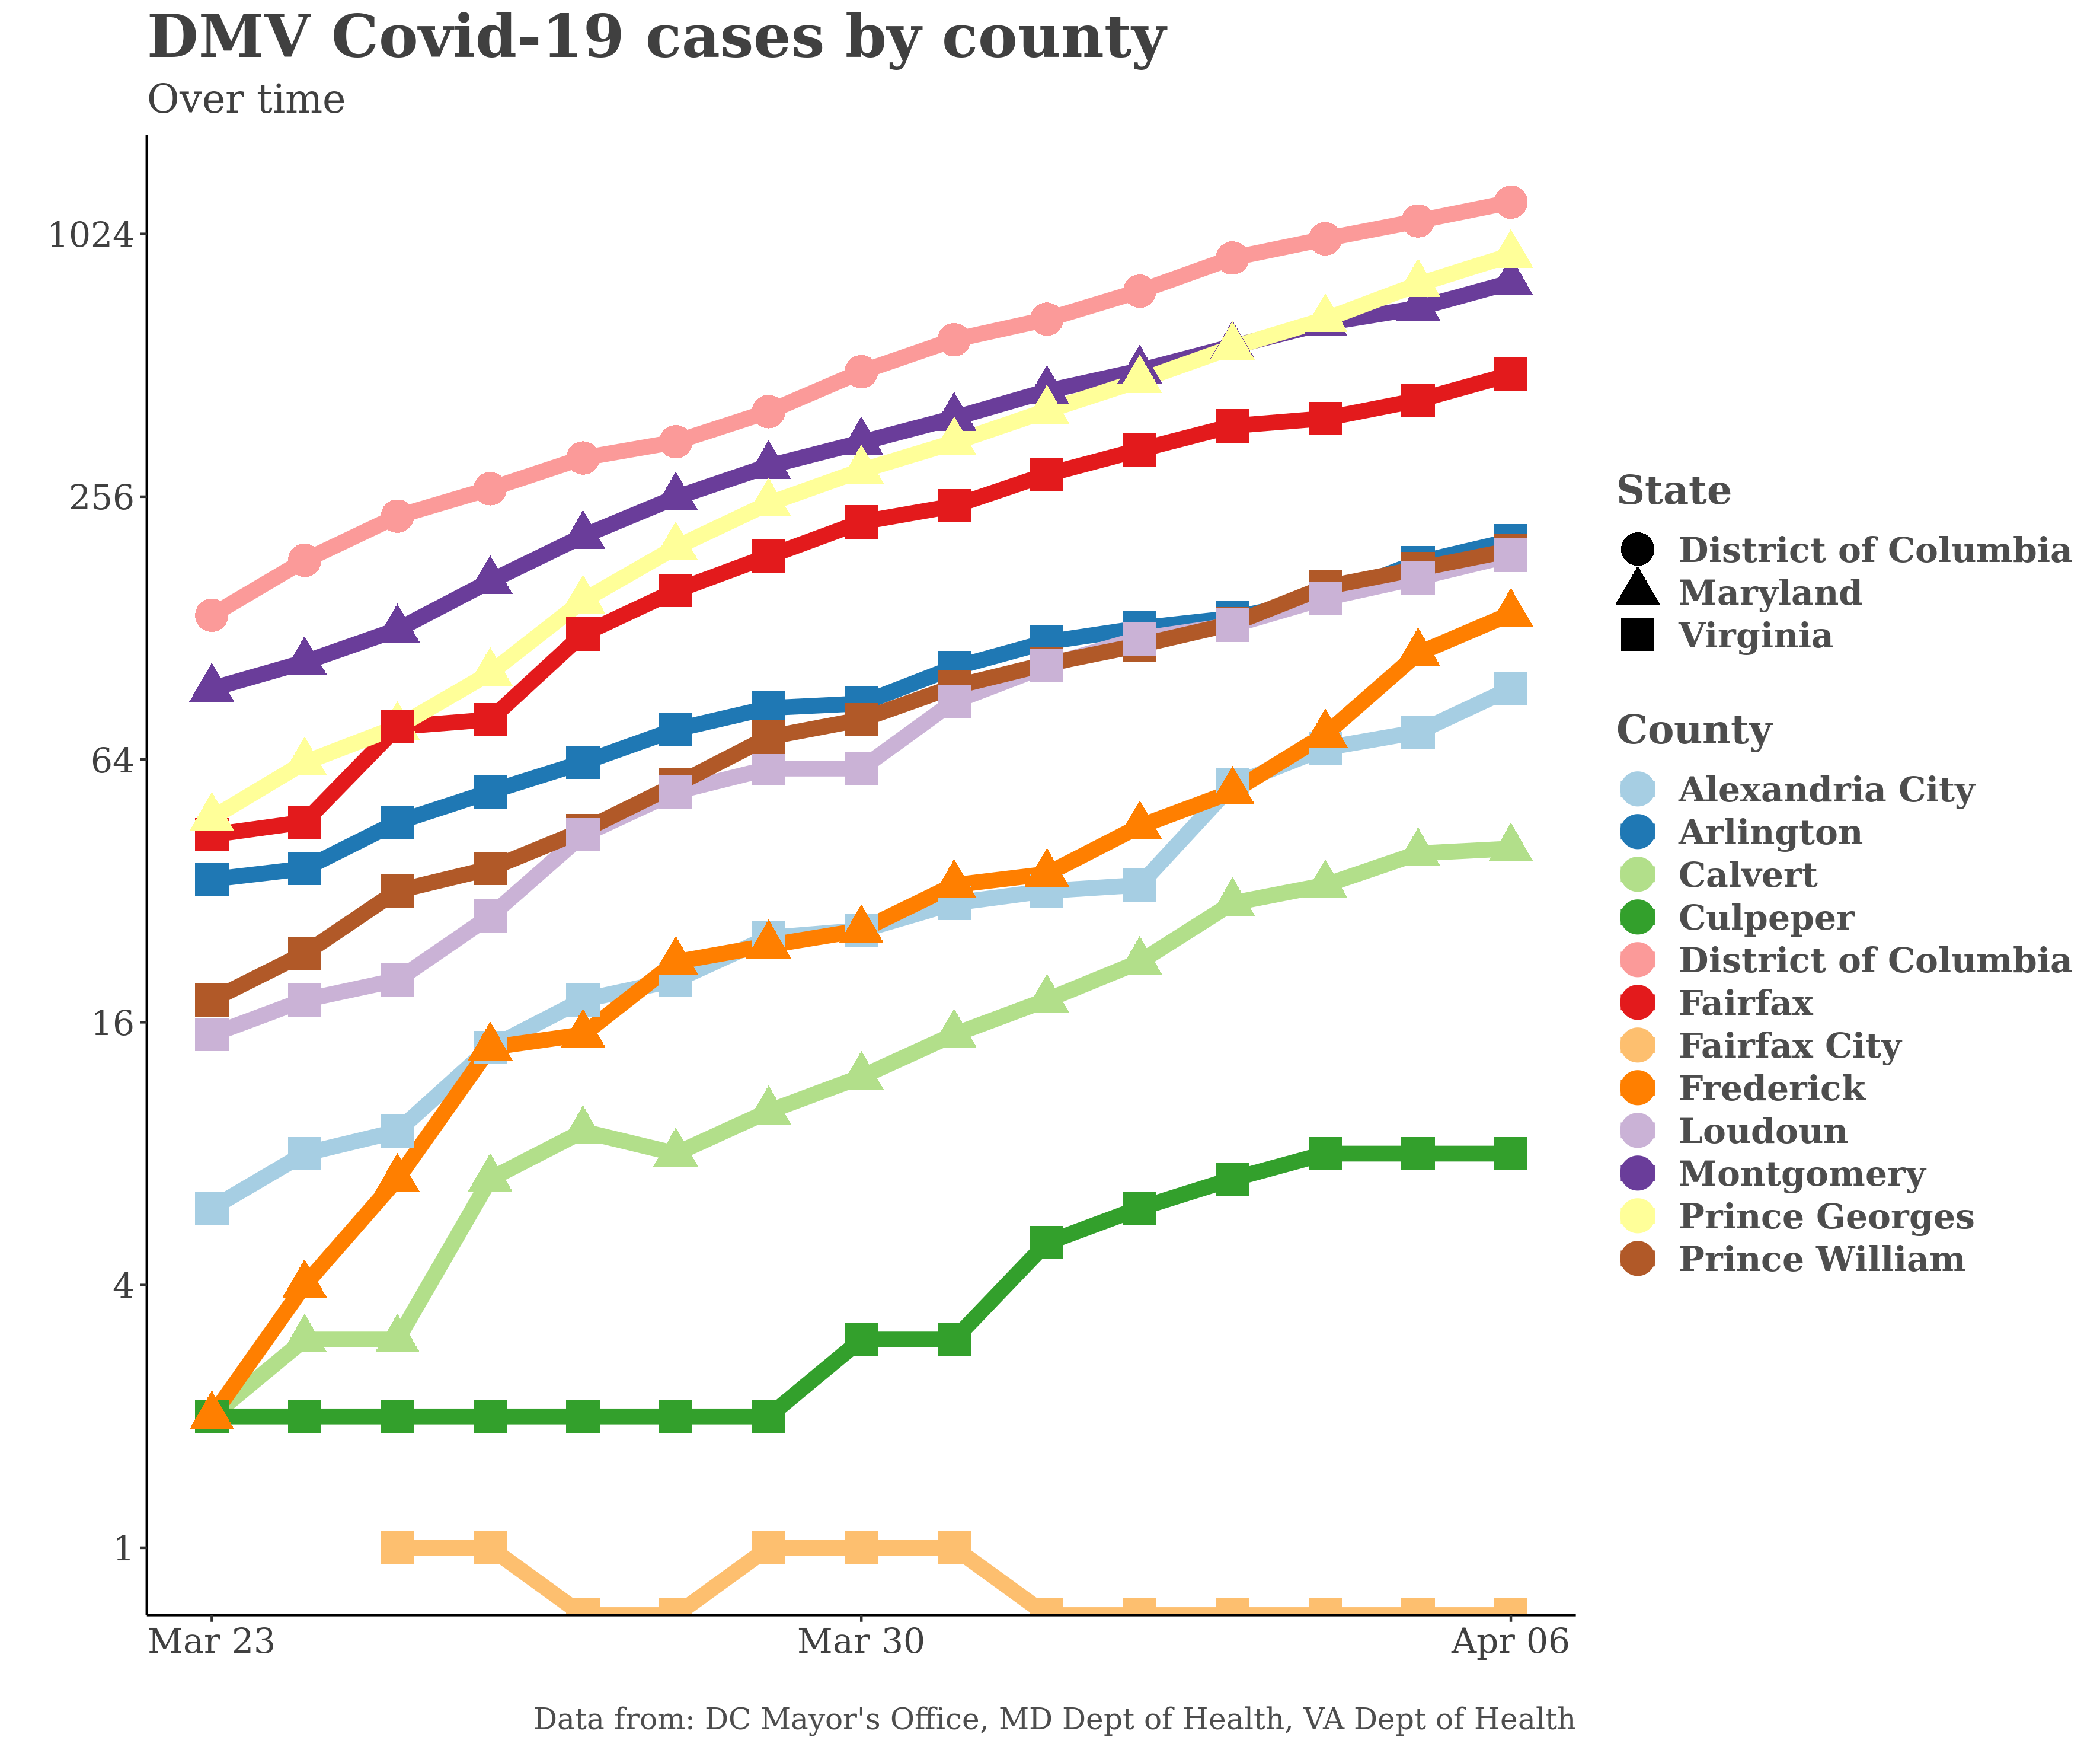 DMV Covid-19 cases by county
Over time
1024
256
64
16
4
1
Mar 23
Mar 30
Apr 06
State
District of Columbia
Maryland
Virginia
County
Alexandria City
Arlington
Calvert
Culpeper
District of Columbia
Fairfax
Fairfax City
Frederick
Loudoun
Montgomery
Prince Georges
Prince William
Data from: DC Mayor's Office, MD Dept of Health, VA Dept of Health